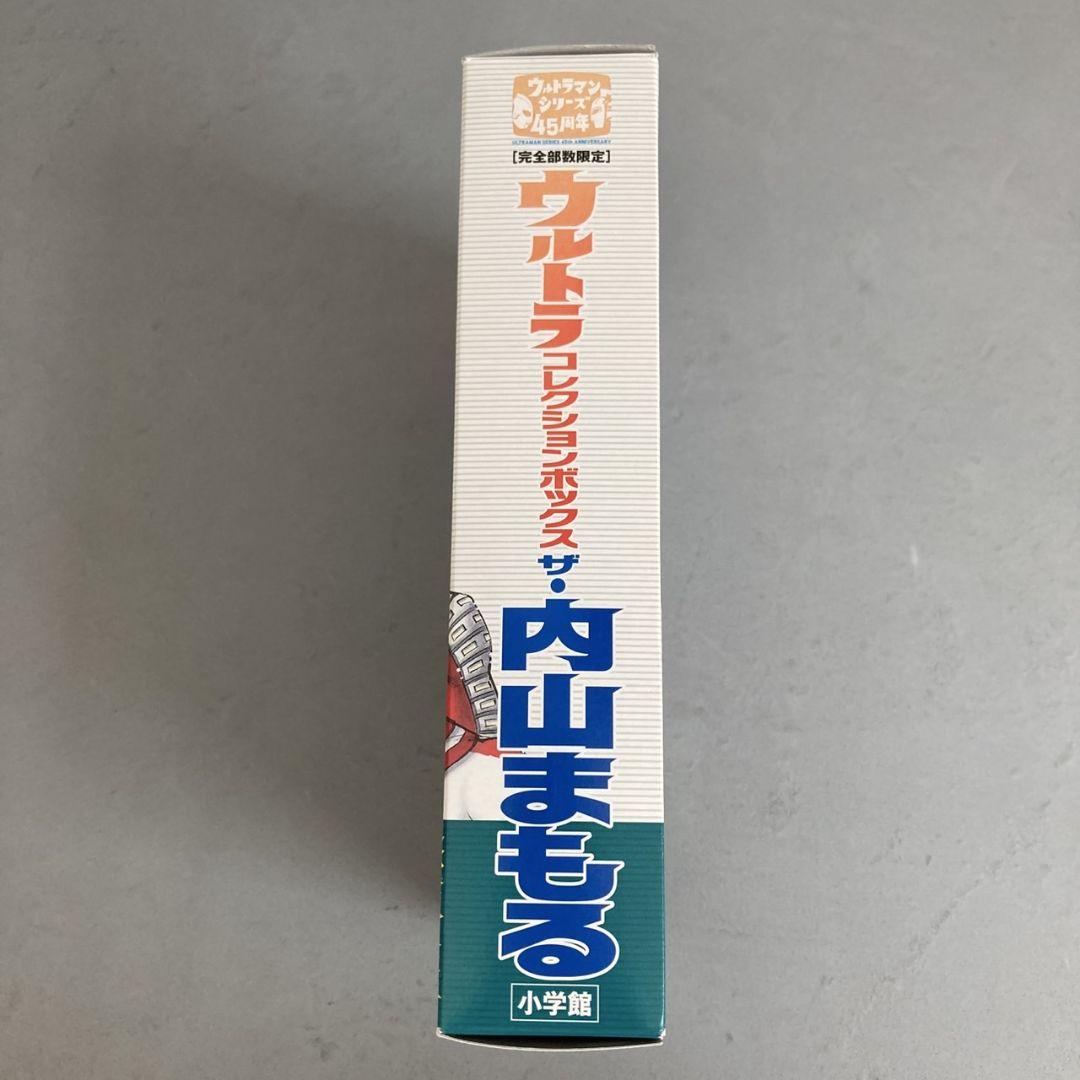 ウルトラマン
シリーズ
45周年
ULTRAMAN SERIES 45th ANNIVERSARY
［完全部数限定］
ウルトラコレクションボックス
ザ・内山まもる
小学館